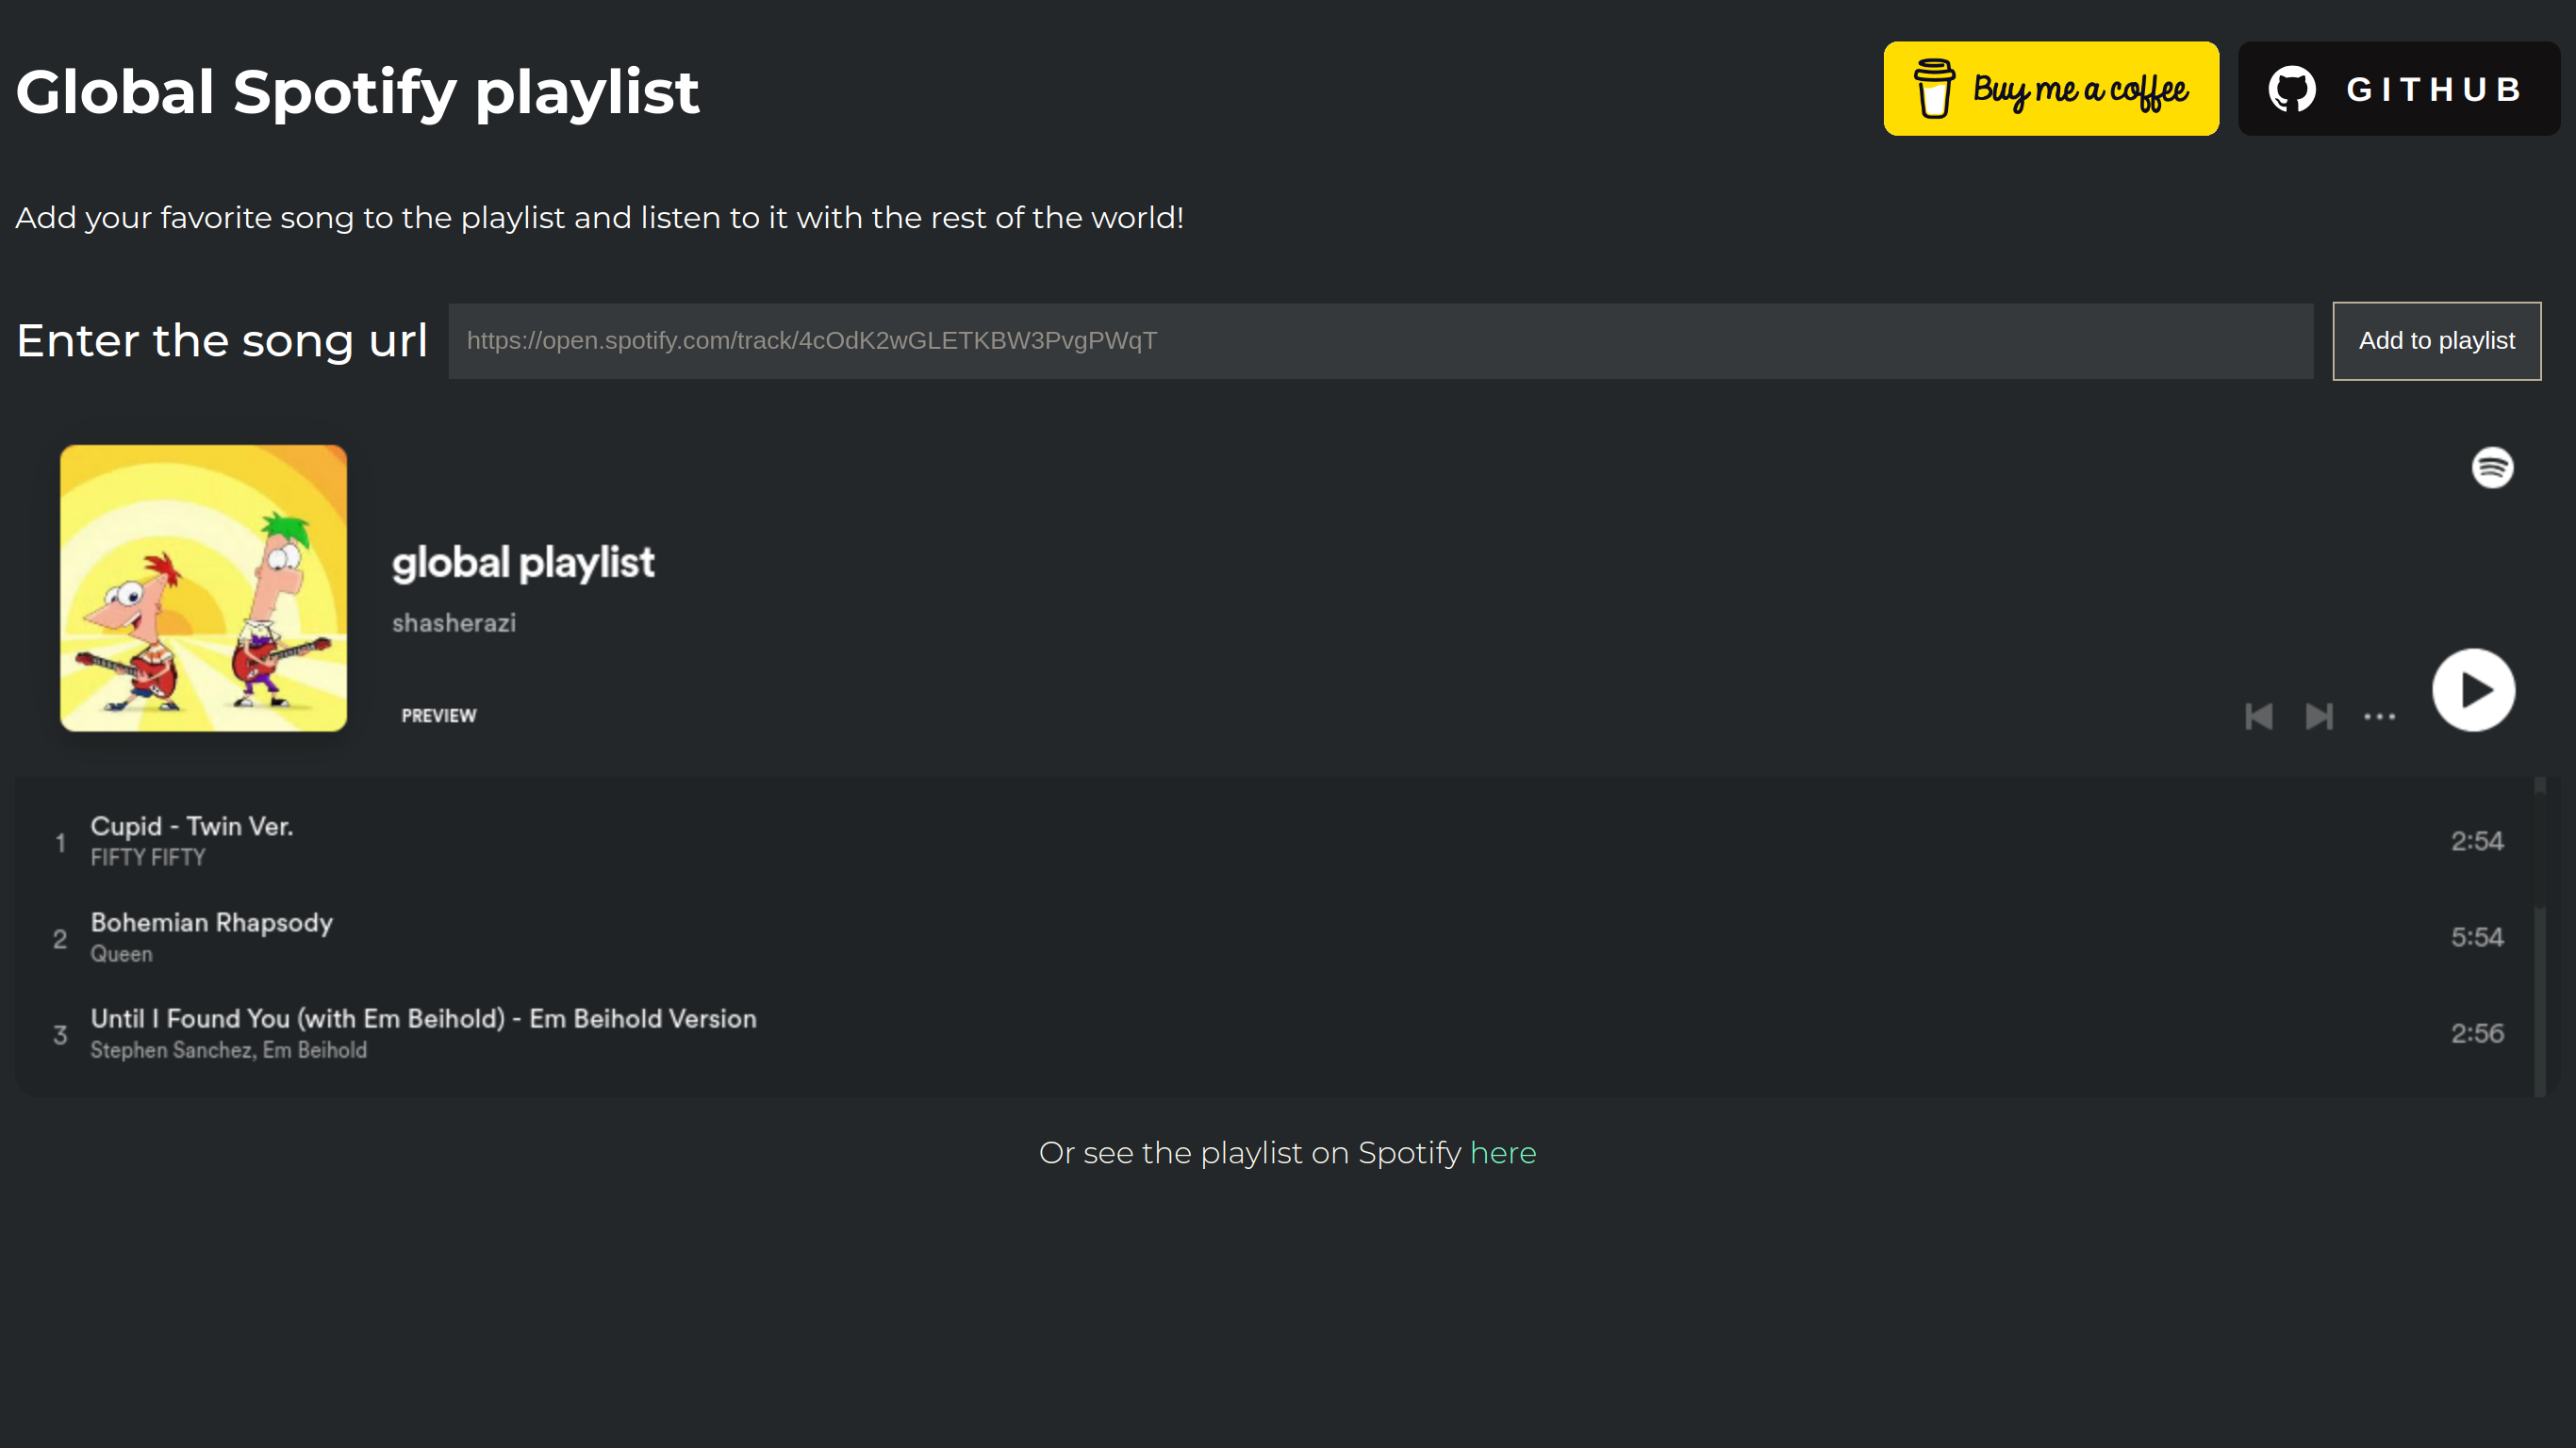 Global Spotify playlist
Buy me a coffee
GITHUB
Add your favorite song to the playlist and listen to it with the rest of the world!
Enter the song url
https://open.spotify.com/track/4cOdK2wGLETKBW3PvgPWqT
Add to playlist
global playlist
shasherazi
PREVIEW
1
Cupid - Twin Ver.
FIFTY FIFTY
2:54
2
Bohemian Rhapsody
Queen
5:54
3
Until I Found You (with Em Beihold) - Em Beihold Version
Stephen Sanchez, Em Beihold
2:56
Or see the playlist on Spotify here